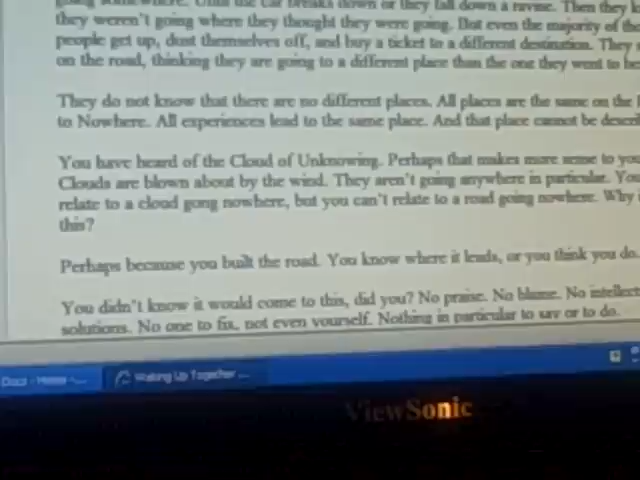 going somewhere. Until the car breaks down or they fall down a ravine. Then they
they weren't going where they thought they were going. But even the majority of
people get up, dust themselves off, and buy a ticket to a different destination. They
on the road, thinking they are going to a different place than the one they went to
They do not know that there are no different places. All places are the same on the
to Nowhere. All experiences lead to the same place. And that place cannot be
You have heard of the Cloud of Unknowing. Perhaps that makes more sense to
Clouds are blown about by the wind. They aren't going anywhere in particular. You
relate to a cloud gong nowhere, but you can't relate to a road going nowhere. Why
this?
Perhaps because you built the road. You know where it leads, or you think you do.
You didn't know it would come to this, did you? No praise. No blame. No
solutions. No one to fix, not even yourself. Nothing in particular to say or to do.
Waking Up Together
ViewSonic